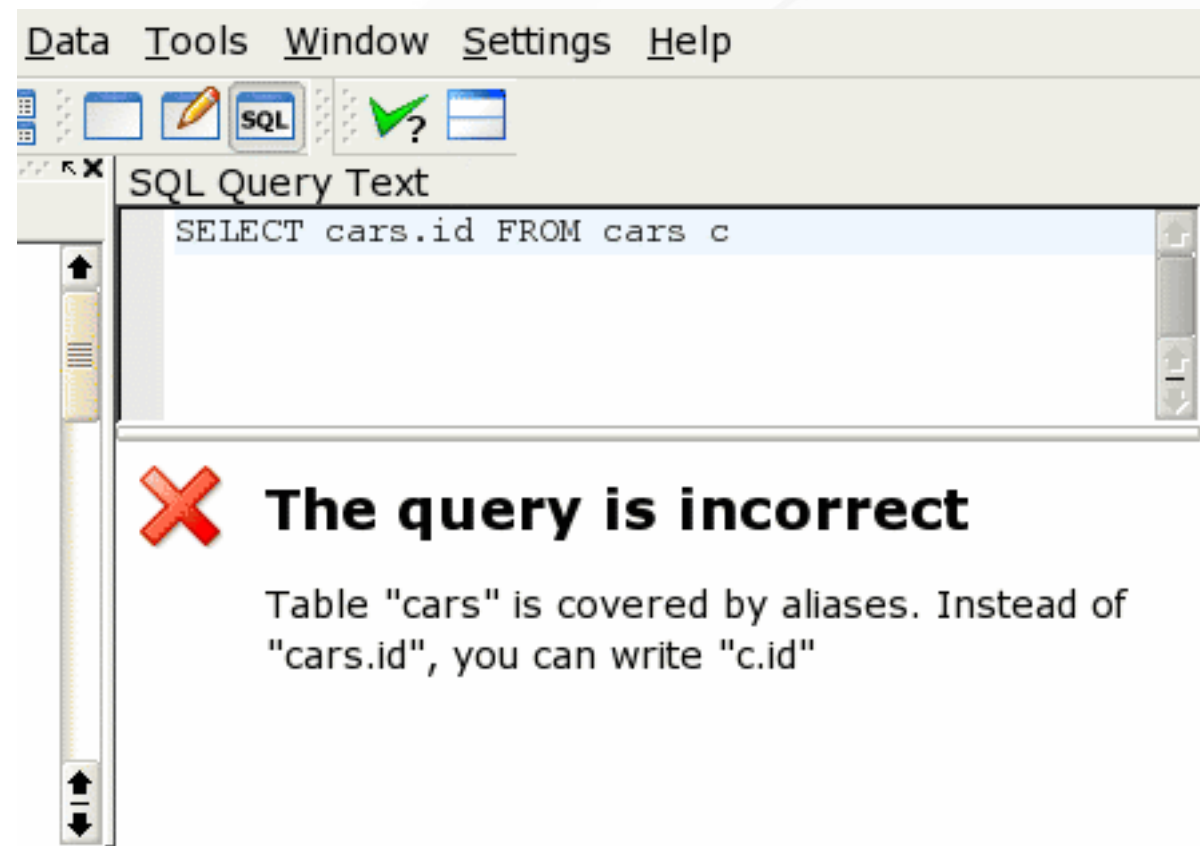 Data Tools Window Settings Help
SQL ?
SQL Query Text
SELECT cars.id FROM cars c
The query is incorrect
Table "cars" is covered by aliases. Instead of
"cars.id", you can write "c.id"